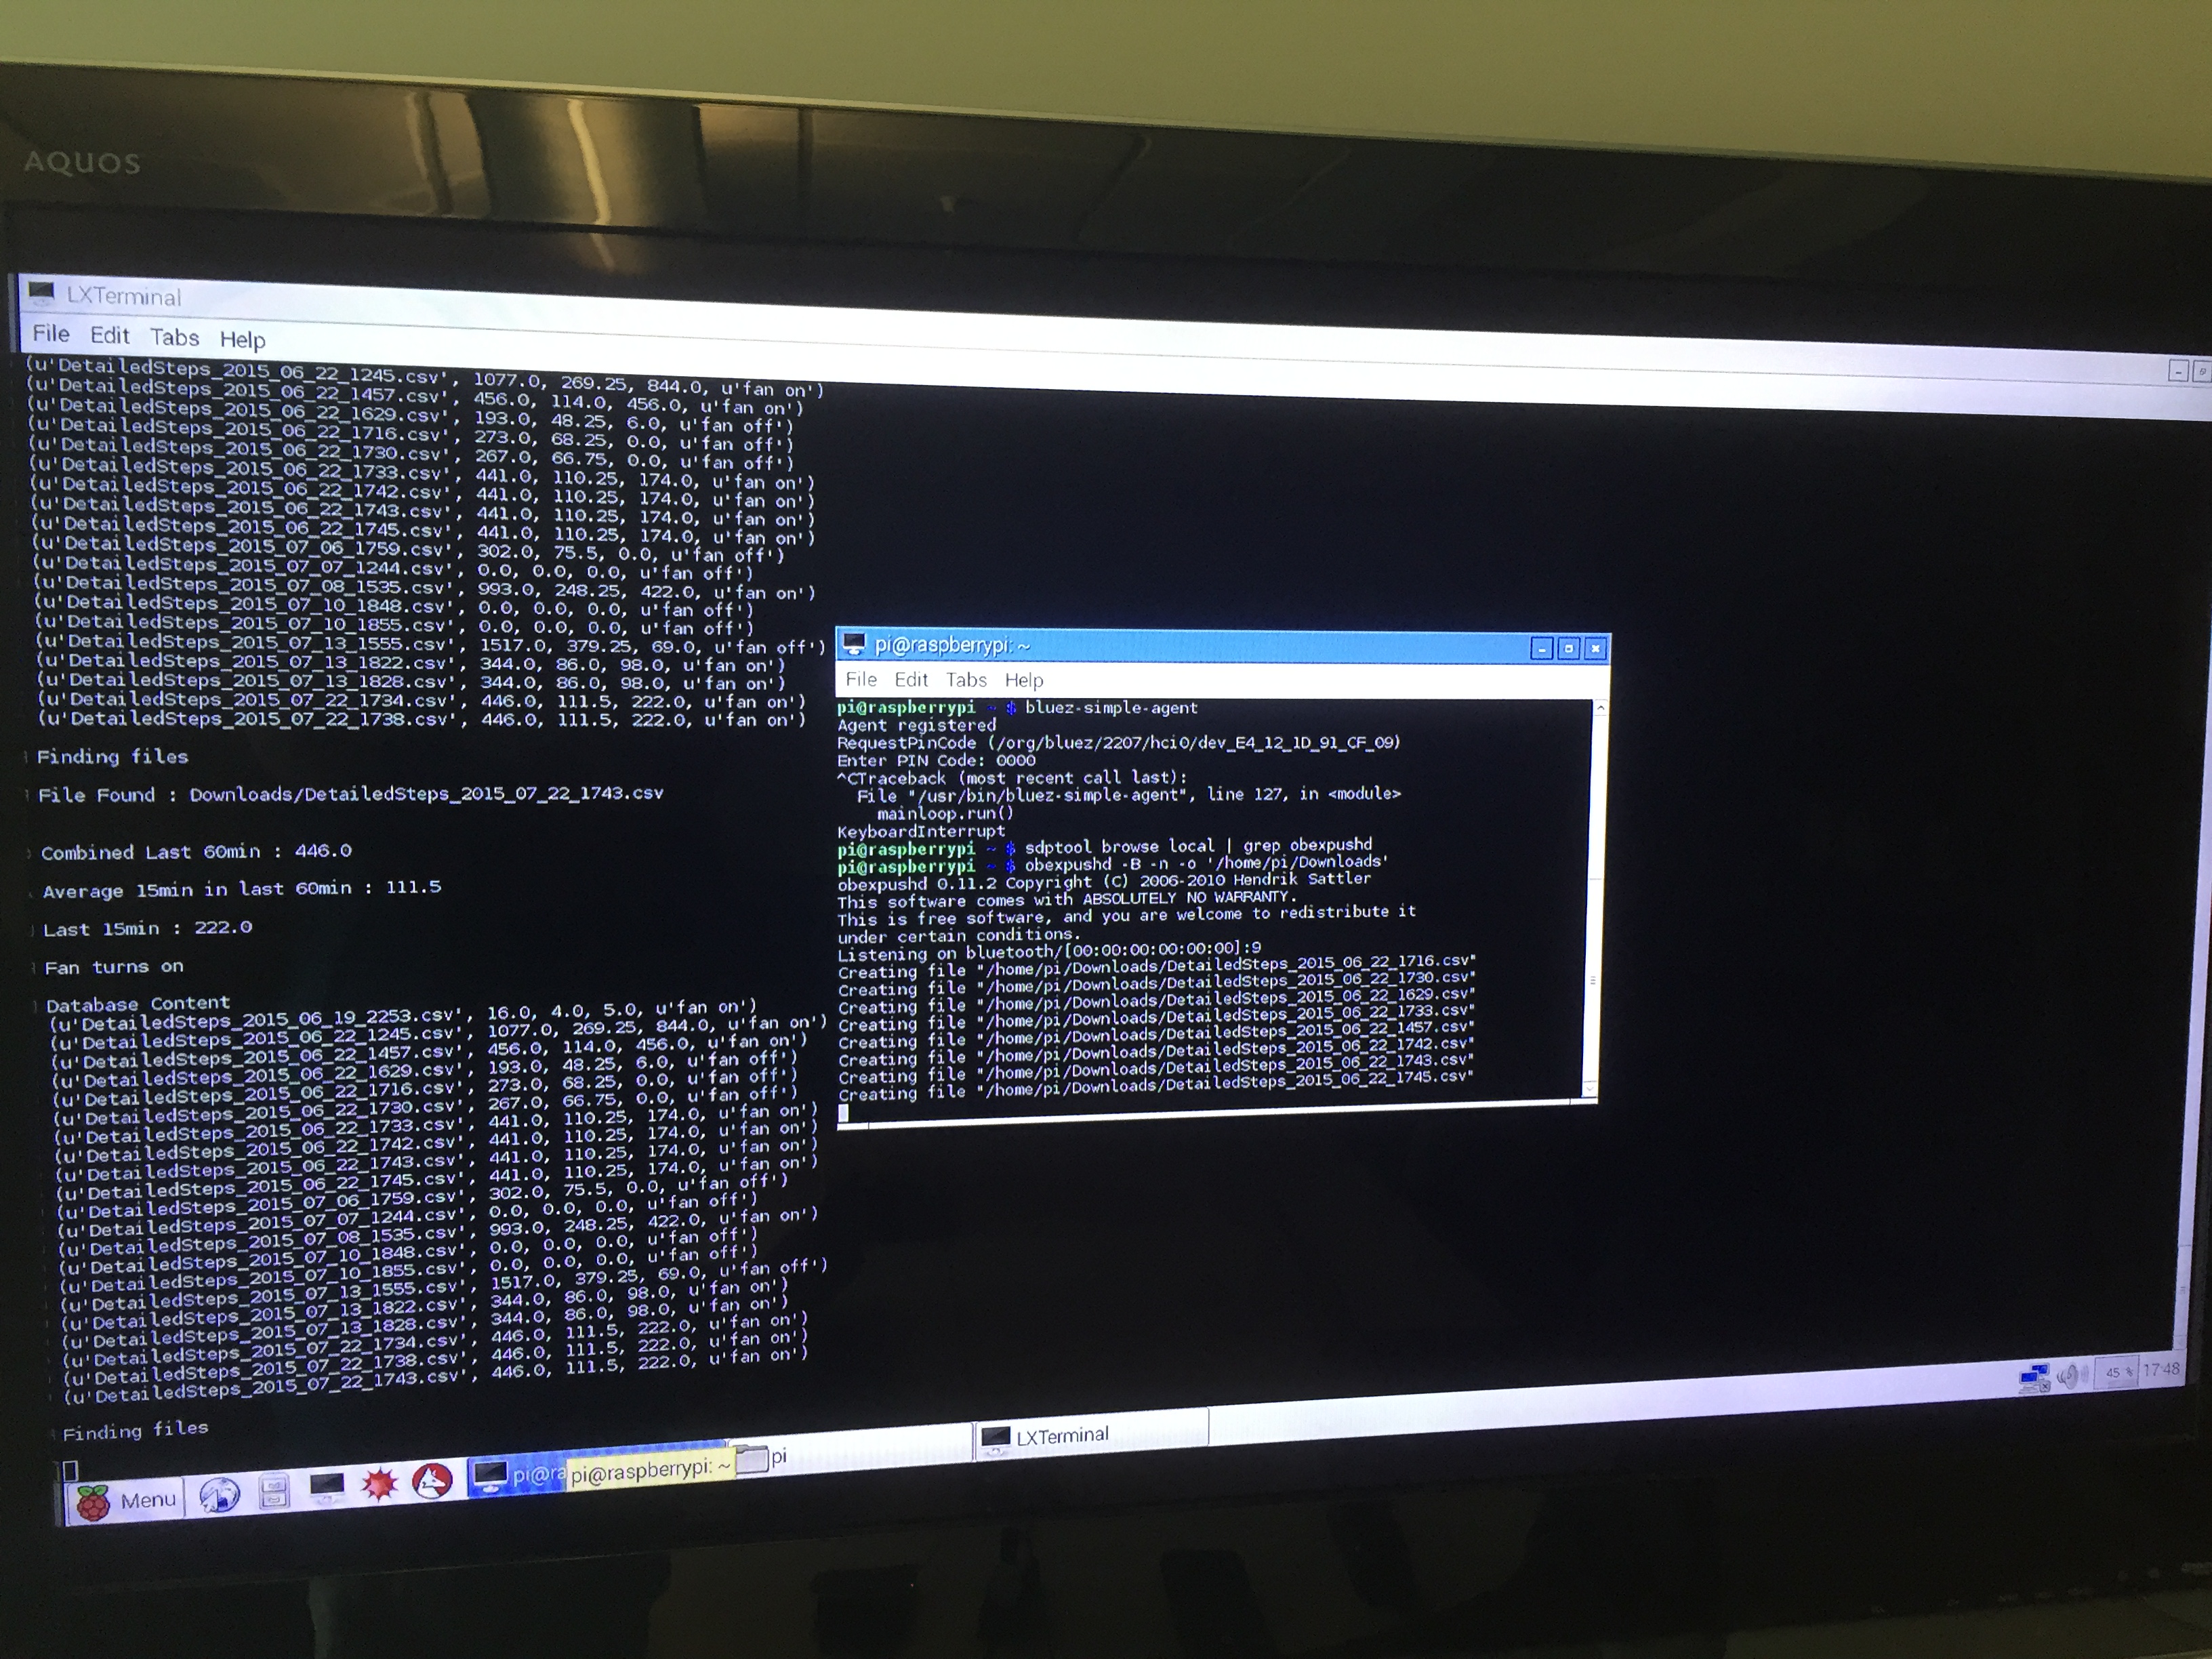 AQUOS
LXTerminal
File Edit Tabs Help
(u'DetailedSteps_2015_06_22_1245.csv', 1077.0, 269.25, 844.0, u'fan on')
(u'DetailedSteps_2015_06_22_1457.csv', 456.0, 114.0, 456.0, u'fan on')
(u'DetailedSteps_2015_06_22_1629.csv', 193.0, 48.25, 6.0, u'fan off')
(u'DetailedSteps_2015_06_22_1716.csv', 273.0, 68.25, 0.0, u'fan off')
(u'DetailedSteps_2015_06_22_1730.csv', 267.0, 66.75, 0.0, u'fan off')
(u'DetailedSteps_2015_06_22_1733.csv', 441.0, 110.25, 174.0, u'fan on')
(u'DetailedSteps_2015_06_22_1742.csv', 441.0, 110.25, 174.0, u'fan on')
(u'DetailedSteps_2015_06_22_1743.csv', 441.0, 110.25, 174.0, u'fan on')
(u'DetailedSteps_2015_06_22_1745.csv', 441.0, 110.25, 174.0, u'fan on')
(u'DetailedSteps_2015_07_06_1759.csv', 302.0, 75.5, 0.0, u'fan off')
(u'DetailedSteps_2015_07_07_1244.csv', 0.0, 0.0, 0.0, u'fan off')
(u'DetailedSteps_2015_07_08_1535.csv', 993.0, 248.25, 422.0, u'fan on')
(u'DetailedSteps_2015_07_10_1848.csv', 0.0, 0.0, 0.0, u'fan off')
(u'DetailedSteps_2015_07_10_1855.csv', 0.0, 0.0, 0.0, u'fan off')
(u'DetailedSteps_2015_07_13_1555.csv', 1517.0, 379.25, 69.0, u'fan off')
(u'DetailedSteps_2015_07_13_1822.csv', 344.0, 86.0, 98.0, u'fan on')
(u'DetailedSteps_2015_07_13_1828.csv', 344.0, 86.0, 98.0, u'fan on')
(u'DetailedSteps_2015_07_22_1734.csv', 446.0, 111.5, 222.0, u'fan on')
(u'DetailedSteps_2015_07_22_1738.csv', 446.0, 111.5, 222.0, u'fan on')
Finding files
File Found : Downloads/DetailedSteps_2015_07_22_1743.csv
Combined Last 60min : 446.0
Average 15min in last 60min : 111.5
Last 15min : 222.0
Fan turns on
Database Content
(u'DetailedSteps_2015_06_19_2253.csv', 16.0, 4.0, 5.0, u'fan on')
(u'DetailedSteps_2015_06_22_1245.csv', 1077.0, 269.25, 844.0, u'fan on')
(u'DetailedSteps_2015_06_22_1457.csv', 456.0, 114.0, 456.0, u'fan on')
(u'DetailedSteps_2015_06_22_1629.csv', 193.0, 48.25, 6.0, u'fan off')
(u'DetailedSteps_2015_06_22_1716.csv', 273.0, 68.25, 0.0, u'fan off')
(u'DetailedSteps_2015_06_22_1730.csv', 267.0, 66.75, 0.0, u'fan off')
(u'DetailedSteps_2015_06_22_1733.csv', 441.0, 110.25, 174.0, u'fan on')
(u'DetailedSteps_2015_06_22_1742.csv', 441.0, 110.25, 174.0, u'fan on')
(u'DetailedSteps_2015_06_22_1743.csv', 441.0, 110.25, 174.0, u'fan on')
(u'DetailedSteps_2015_06_22_1745.csv', 441.0, 110.25, 174.0, u'fan on')
(u'DetailedSteps_2015_07_06_1759.csv', 302.0, 75.5, 0.0, u'fan off')
(u'DetailedSteps_2015_07_07_1244.csv', 0.0, 0.0, 0.0, u'fan off')
(u'DetailedSteps_2015_07_08_1535.csv', 993.0, 248.25, 422.0, u'fan on')
(u'DetailedSteps_2015_07_10_1848.csv', 0.0, 0.0, 0.0, u'fan off')
(u'DetailedSteps_2015_07_10_1855.csv', 0.0, 0.0, 0.0, u'fan off')
(u'DetailedSteps_2015_07_13_1555.csv', 1517.0, 379.25, 69.0, u'fan off')
(u'DetailedSteps_2015_07_13_1822.csv', 344.0, 86.0, 98.0, u'fan on')
(u'DetailedSteps_2015_07_13_1828.csv', 344.0, 86.0, 98.0, u'fan on')
(u'DetailedSteps_2015_07_22_1734.csv', 446.0, 111.5, 222.0, u'fan on')
(u'DetailedSteps_2015_07_22_1738.csv', 446.0, 111.5, 222.0, u'fan on')
(u'DetailedSteps_2015_07_22_1743.csv', 446.0, 111.5, 222.0, u'fan on')
Finding files
pi@raspberrypi: ~
File Edit Tabs Help
pi@raspberrypi ~ $ bluez-simple-agent
Agent registered
RequestPinCode (/org/bluez/2207/hci0/dev_E4_12_1D_91_CF_09)
Enter PIN Code: 0000
^CTraceback (most recent call last):
File "/usr/bin/bluez-simple-agent", line 127, in <module>
mainloop.run()
KeyboardInterrupt
pi@raspberrypi ~ $ sdptool browse local | grep obexpushd
pi@raspberrypi ~ $ obexpushd -B -n -o '/home/pi/Downloads'
obexpushd 0.11.2 Copyright (C) 2006-2010 Hendrik Sattler
This software comes with ABSOLUTELY NO WARRANTY.
This is free software, and you are welcome to redistribute it
under certain conditions.
Listening on bluetooth/[00:00:00:00:00:00]:9
Creating file "/home/pi/Downloads/DetailedSteps_2015_06_22_1716.csv"
Creating file "/home/pi/Downloads/DetailedSteps_2015_06_22_1730.csv"
Creating file "/home/pi/Downloads/DetailedSteps_2015_06_22_1629.csv"
Creating file "/home/pi/Downloads/DetailedSteps_2015_06_22_1733.csv"
Creating file "/home/pi/Downloads/DetailedSteps_2015_06_22_1457.csv"
Creating file "/home/pi/Downloads/DetailedSteps_2015_06_22_1742.csv"
Creating file "/home/pi/Downloads/DetailedSteps_2015_06_22_1743.csv"
Creating file "/home/pi/Downloads/DetailedSteps_2015_06_22_1745.csv"
Menu
pi@ra
pi@raspberrypi: ~
pi
LXTerminal
45 %
17:48